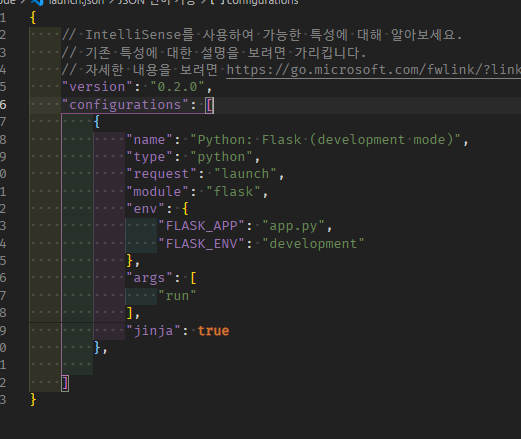 launch.json > JSON 언어 기능 > [ ] configurations
{
// IntelliSense를 사용하여 가능한 특성에 대해 알아보세요.
// 기존 특성에 대한 설명을 보려면 가리킵니다.
// 자세한 내용을 보려면 https://go.microsoft.com/fwlink/?link
5 "version": "0.2.0",
6 "configurations": [
7 {
8 "name": "Python: Flask (development mode)",
9 "type": "python",
0 "request": "launch",
1 "module": "flask",
2 "env": {
3 "FLASK_APP": "app.py",
4 "FLASK_ENV": "development"
5 },
6 "args": [
7 "run"
8 ],
9 "jinja": true
0 },
1
2 ]
3 }